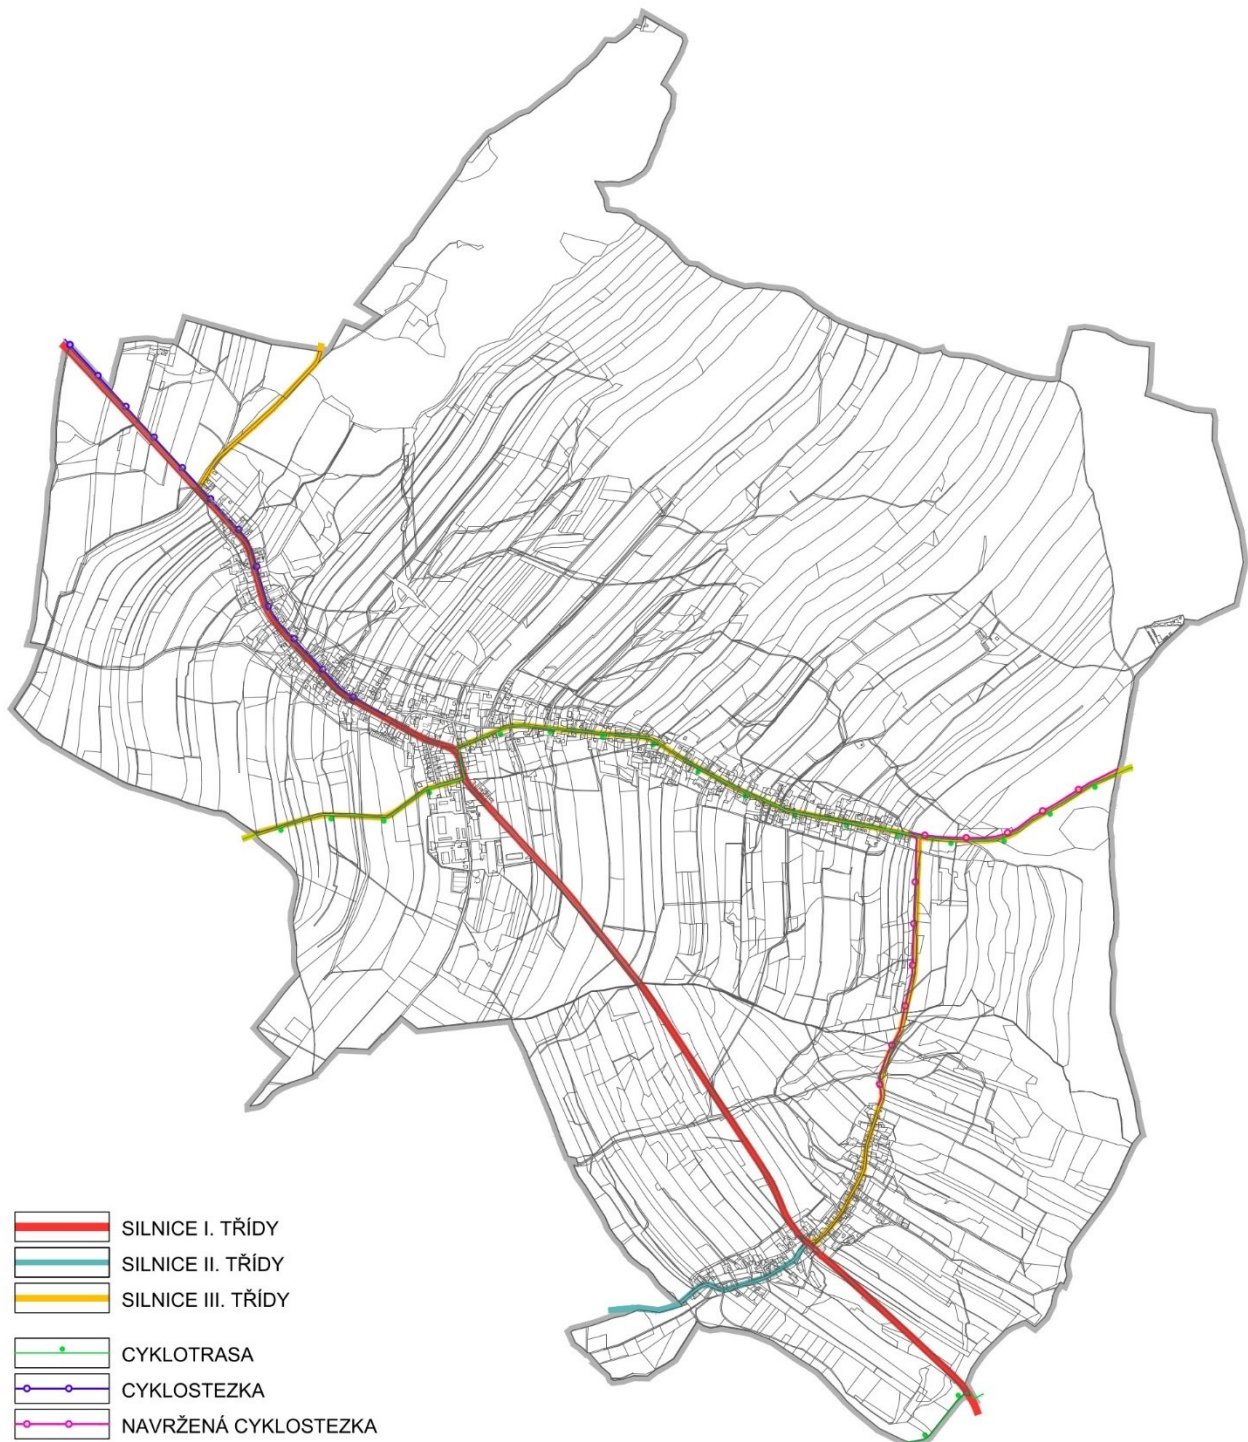 SILNICE I. TŘÍDY
SILNICE II. TŘÍDY
SILNICE III. TŘÍDY
CYKLOTRASA
CYKLOSTEZKA
NAVRŽENÁ CYKLOSTEZKA